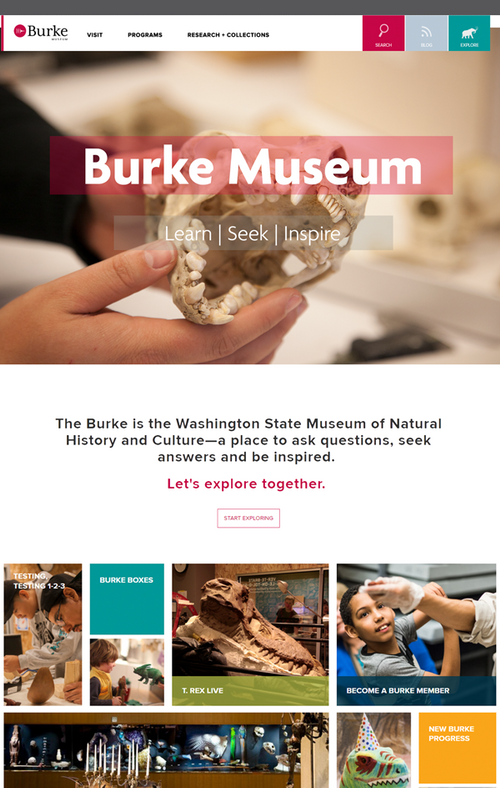 Burke
MUSEUM
VISIT
PROGRAMS
RESEARCH + COLLECTIONS
SEARCH
BLOG
EXPLORE
Burke Museum
Learn | Seek | Inspire
The Burke is the Washington State Museum of Natural
History and Culture—a place to ask questions, seek
answers and be inspired.
Let's explore together.
START EXPLORING
TESTING,
TESTING 1-2-3
BURKE BOXES
T. REX LIVE
BECOME A BURKE MEMBER
NEW BURKE
PROGRESS